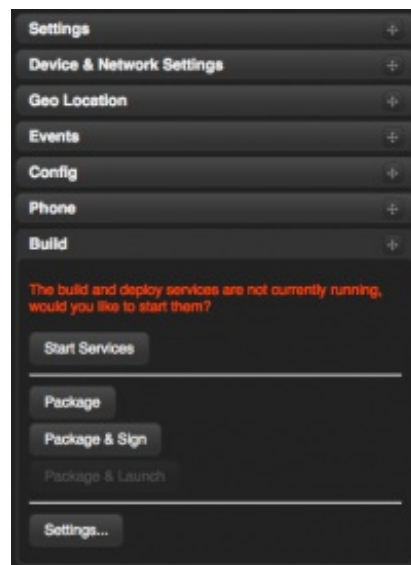 Settings
Device & Network Settings
Geo Location
Events
Config
Phone
Build
The build and deploy services are not currently running,
would you like to start them?
Start Services
Package
Package & Sign
Package & Launch
Settings...